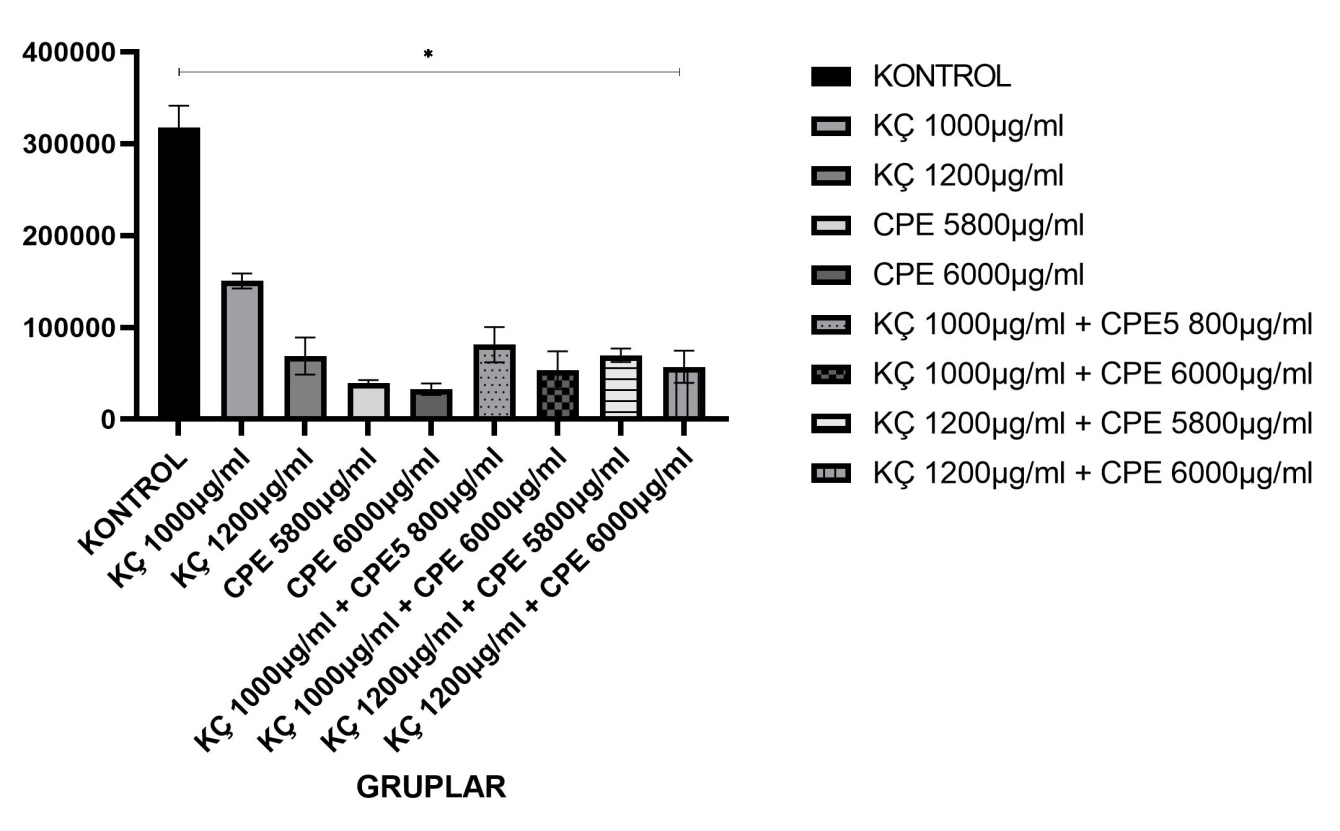 400000
300000
200000
100000
0
*
KONTROL
KÇ 1000µg/ml
KÇ 1200µg/ml
CPE 5800µg/ml
CPE 6000µg/ml
KÇ 1000µg/ml + CPE5 800µg/ml
KÇ 1000µg/ml + CPE 6000µg/ml
KÇ 1200µg/ml + CPE 5800µg/ml
KÇ 1200µg/ml + CPE 6000µg/ml
GRUPLAR
KONTROL
KÇ 1000µg/ml
KÇ 1200µg/ml
CPE 5800µg/ml
CPE 6000µg/ml
KÇ 1000µg/ml + CPE5 800µg/ml
KÇ 1000µg/ml + CPE 6000µg/ml
KÇ 1200µg/ml + CPE 5800µg/ml
KÇ 1200µg/ml + CPE 6000µg/ml